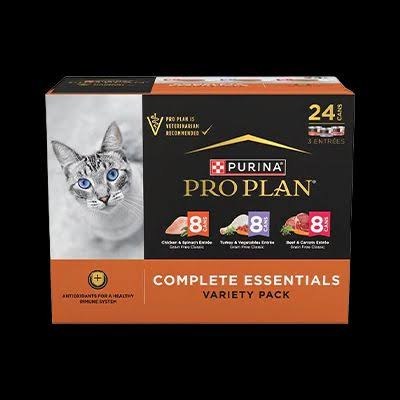 PRO PLAN IS
VETERINARIAN
RECOMMENDED
24 CANS
3 ENTRÉES
PURINA
PRO PLAN
8 CANS
8 CANS
8 CANS
Chicken & Spinach Entrée
Grain Free Classic
Turkey & Vegetables Entrée
Grain Free Classic
Beef & Carrots Entrée
Grain Free Classic
ANTIOXIDANTS FOR A HEALTHY
IMMUNE SYSTEM
COMPLETE ESSENTIALS
VARIETY PACK